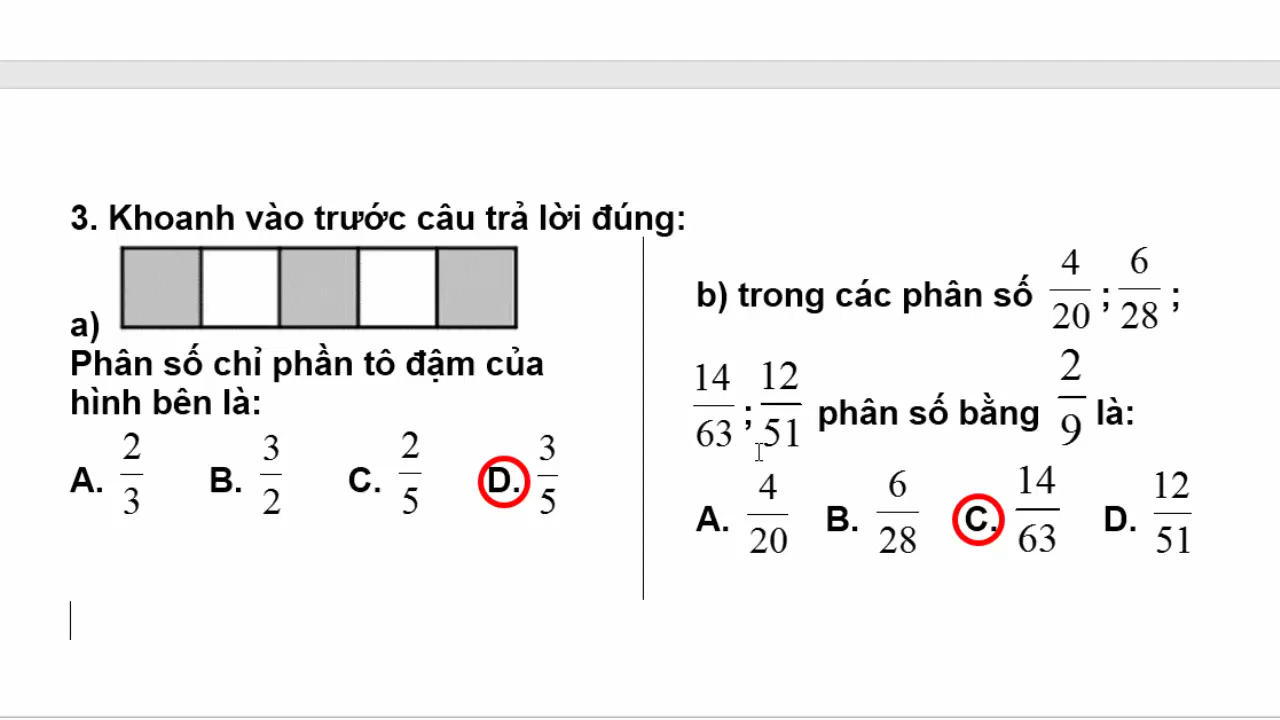 3. Khoanh vào trước câu trả lời đúng:
a)
Phân số chỉ phần tô đậm của
hình bên là:
A. 2/3 B. 3/2 C. 2/5 D. 3/5
b) trong các phân số 4/20 ; 6/28 ;
14/63 ; 12/51 phân số bằng 2/9 là:
A. 4/20 B. 6/28 C. 14/63 D. 12/51